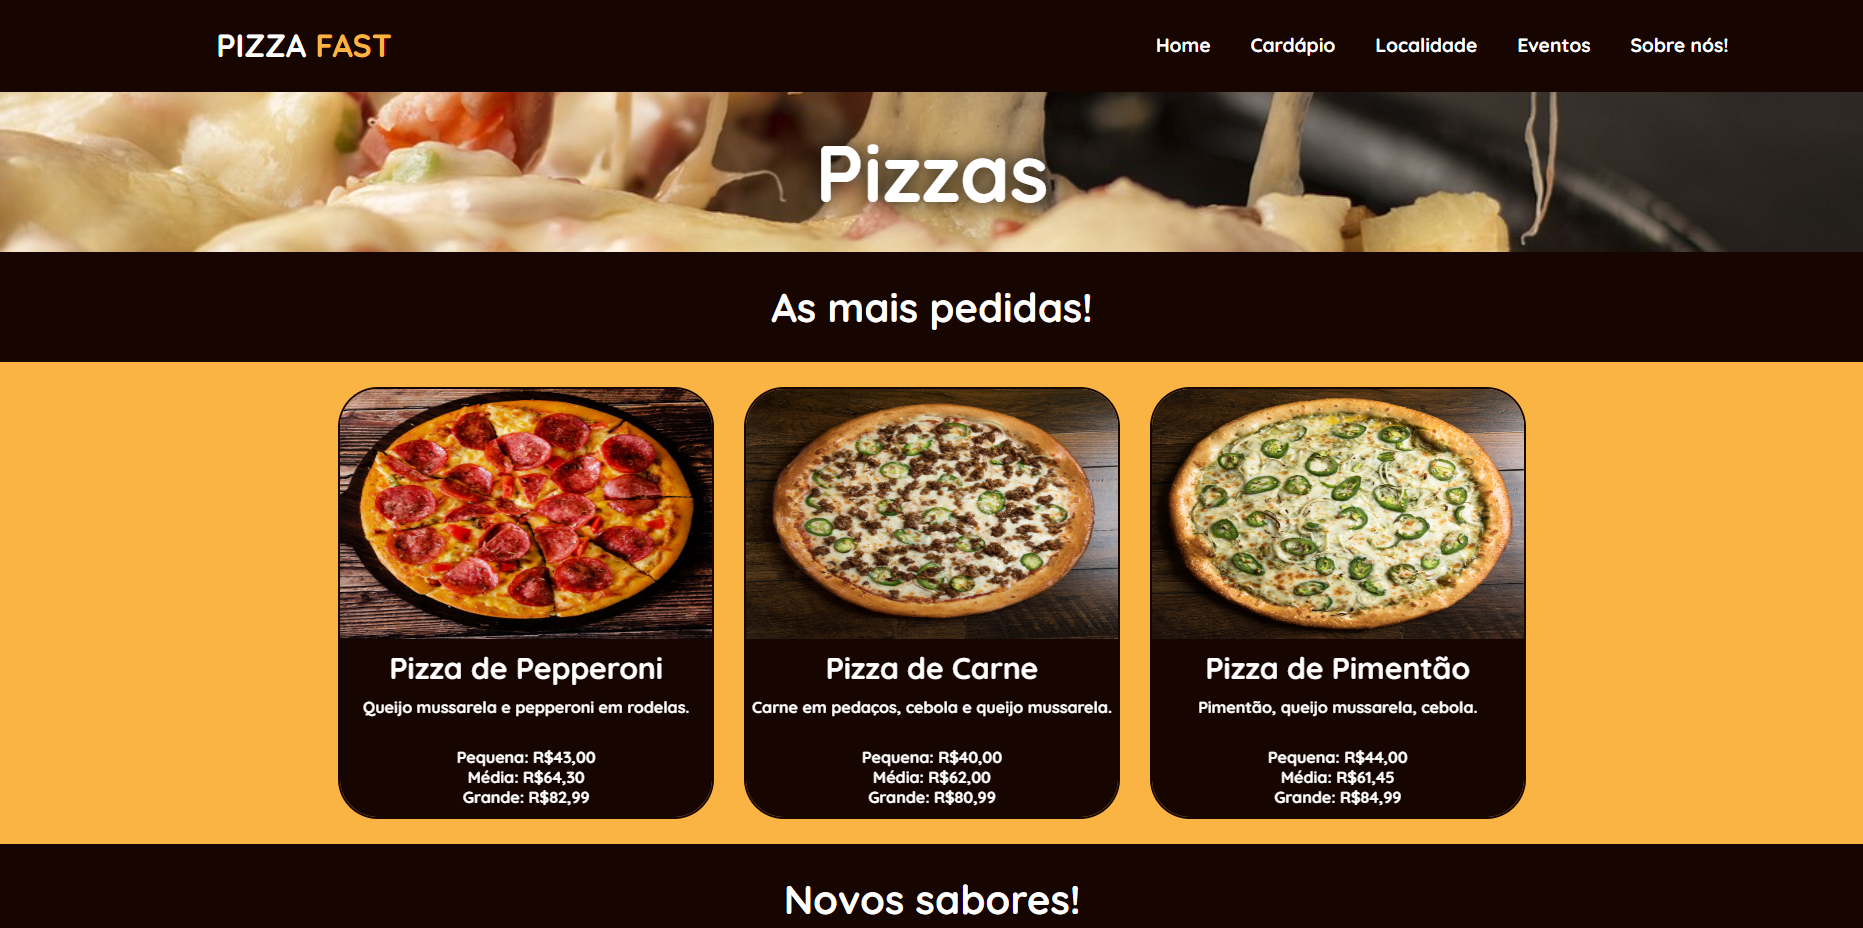 PIZZA FAST
Home Cardápio Localidade Eventos Sobre nós!
Pizzas
As mais pedidas!
Pizza de Pepperoni
Queijo mussarela e pepperoni em rodelas.
Pequena: R$43,00
Média: R$64,30
Grande: R$82,99
Pizza de Carne
Carne em pedaços, cebola e queijo mussarela.
Pequena: R$40,00
Média: R$62,00
Grande: R$80,99
Pizza de Pimentão
Pimentão, queijo mussarela, cebola.
Pequena: R$44,00
Média: R$61,45
Grande: R$84,99
Novos sabores!